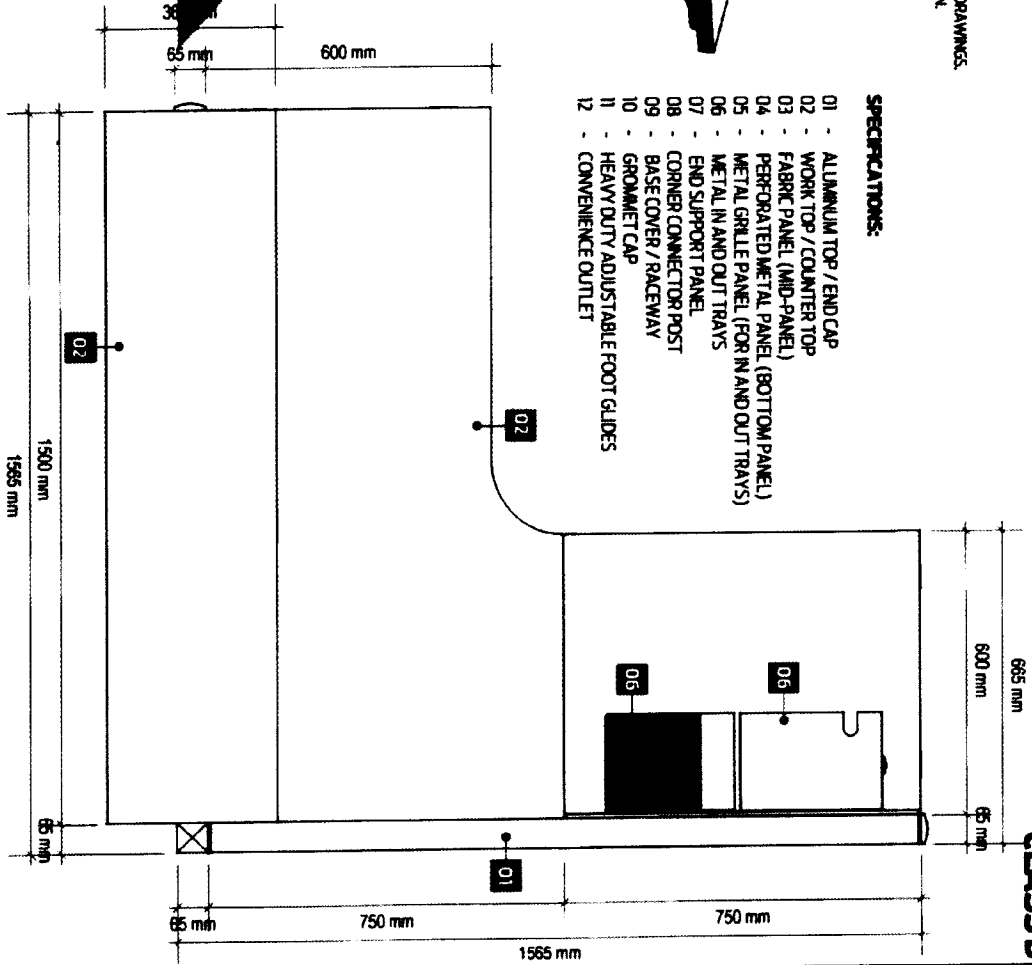 DRAWINGS.
SPECIFICATIONS:
01 - ALUMINUM TOP / END CAP
02 - WORK TOP / COUNTER TOP
03 - FABRIC PANEL (MID-PANEL)
04 - PERFORATED METAL PANEL (BOTTOM PANEL)
05 - METAL GRILLE PANEL (FOR IN AND OUT TRAYS)
06 - METAL IN AND OUT TRAYS
07 - END SUPPORT PANEL
08 - CORNER CONNECTOR POST
09 - BASE COVER / RACEWAY
10 - GROMMET CAP
11 - HEAVY DUTY ADJUSTABLE FOOT GLIDES
12 - CONVENIENCE OUTLET
65 mm
600 mm
02
02
1500 mm
1565 mm
65 mm
665 mm
600 mm
65 mm
06
06
01
65 mm
750 mm
750 mm
1565 mm